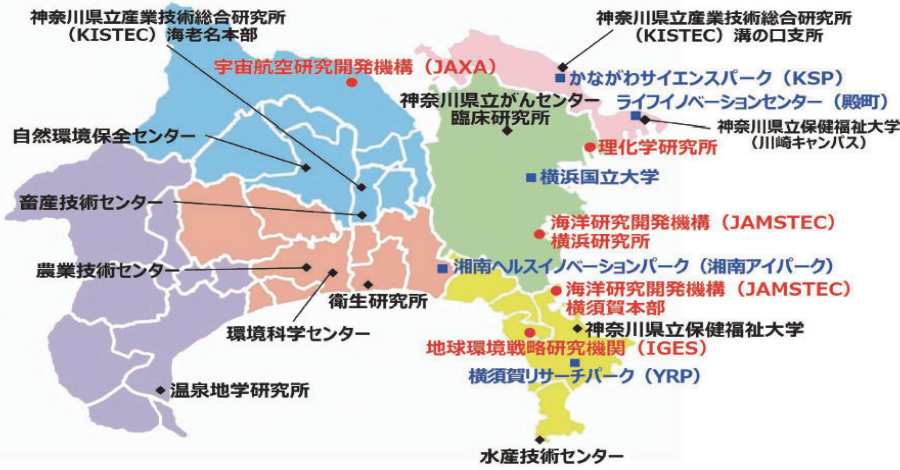 神奈川県立産業技術総合研究所
（KISTEC）海老名本部
神奈川県立産業技術総合研究所
（KISTEC）溝の口支所
宇宙航空研究開発機構（JAXA）
かながわサイエンスパーク（KSP）
神奈川県立がんセンター
臨床研究所
ライフイノベーションセンター（殿町）
神奈川県立保健福祉大学
（川崎キャンパス）
自然環境保全センター
理化学研究所
横浜国立大学
畜産技術センター
海洋研究開発機構（JAMSTEC）
横浜研究所
農業技術センター
湘南ヘルスイノベーションパーク（湘南アイパーク）
海洋研究開発機構（JAMSTEC）
横須賀本部
衛生研究所
環境科学センター
神奈川県立保健福祉大学
地球環境戦略研究機関（IGES）
横須賀リサーチパーク（YRP）
温泉地学研究所
水産技術センター